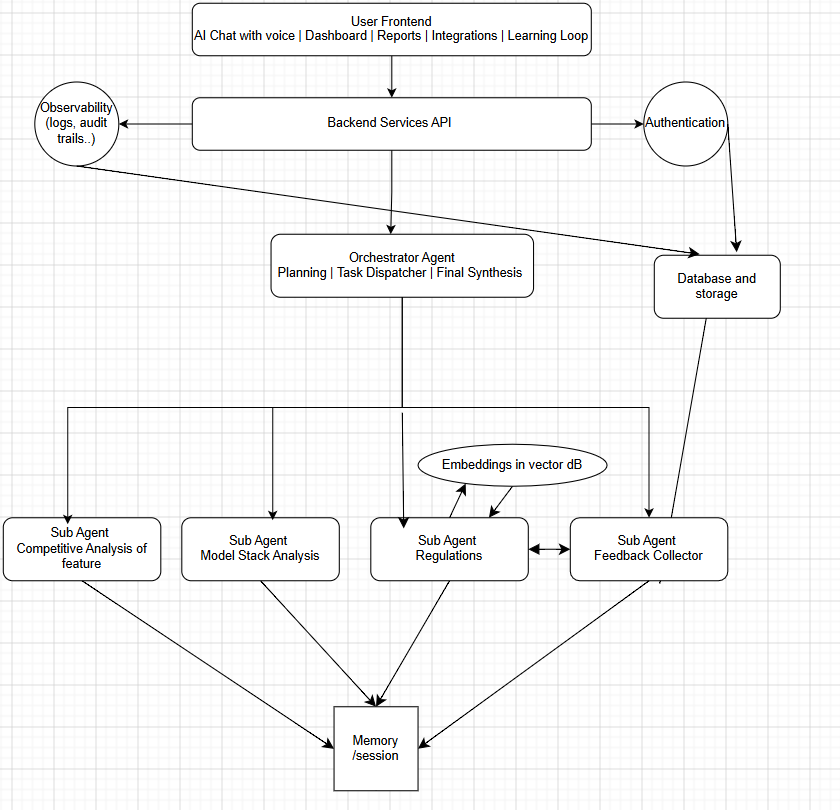 User Frontend
AI Chat with voice | Dashboard | Reports | Integrations | Learning Loop
Observability
(logs, audit
trails..)
Backend Services API
Authentication
Orchestrator Agent
Planning | Task Dispatcher | Final Synthesis
Database and
storage
Embeddings in vector dB
Sub Agent
Competitive Analysis of
feature
Sub Agent
Model Stack Analysis
Sub Agent
Regulations
Sub Agent
Feedback Collector
Memory
/session